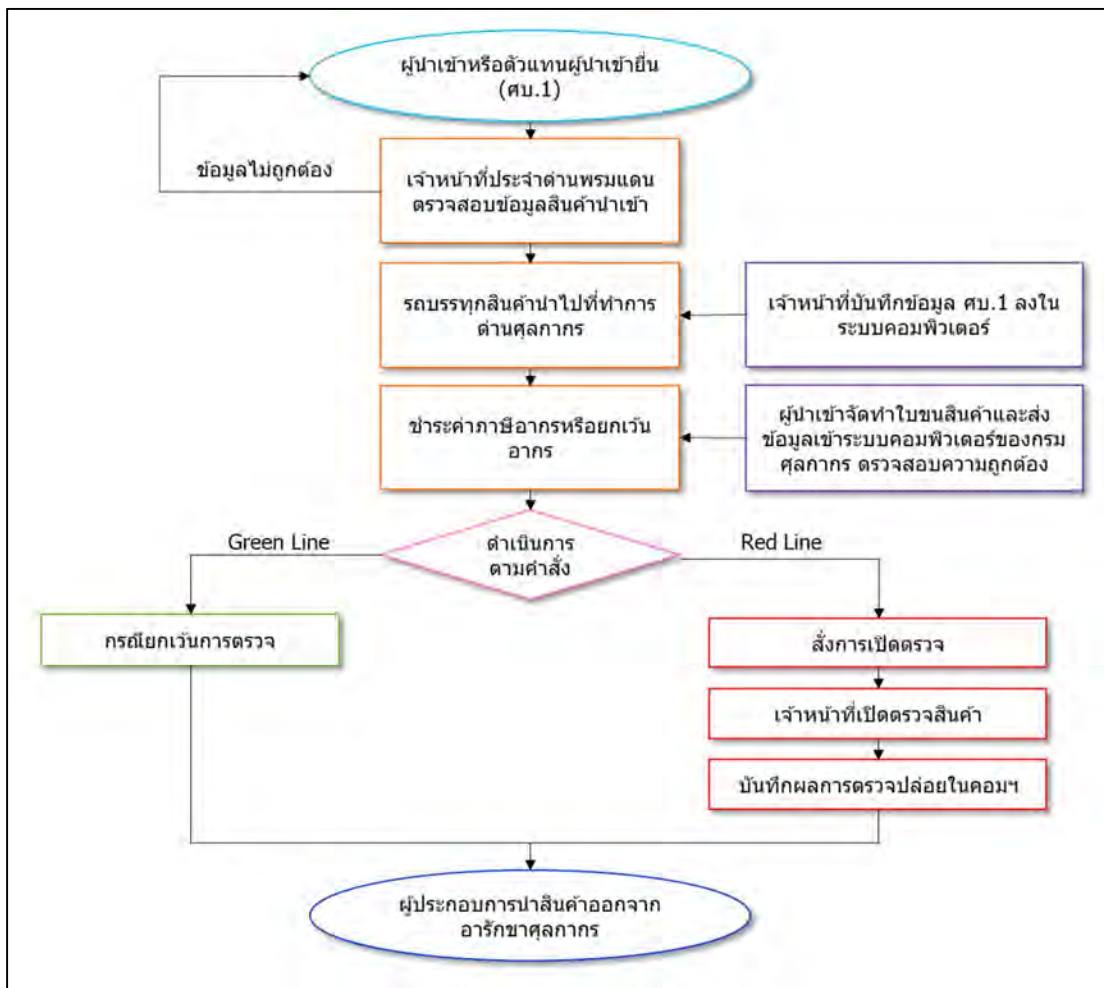 ผู้นำเข้าหรือตัวแทนผู้นำเข้ายื่น
(ศบ.1)
ข้อมูลไม่ถูกต้อง
เจ้าหน้าที่ประจำด่านพรมแดน
ตรวจสอบข้อมูลสินค้านำเข้า
รถบรรทุกสินค้านำไปที่ทำการ
ด่านศุลกากร
เจ้าหน้าที่บันทึกข้อมูล ศบ.1 ลงใน
ระบบคอมพิวเตอร์
ชำระค่าภาษีอากรหรือยกเว้น
อากร
ผู้นำเข้าจัดทำใบขนสินค้าและส่ง
ข้อมูลเข้าระบบคอมพิวเตอร์ของกรม
ศุลกากร ตรวจสอบความถูกต้อง
Green Line
ดำเนินการ
ตามคำสั่ง
Red Line
กรณียกเว้นการตรวจ
สั่งการเปิดตรวจ
เจ้าหน้าที่เปิดตรวจสินค้า
บันทึกผลการตรวจปล่อยในคอมฯ
ผู้ประกอบการนำสินค้าออกจาก
อารักขาศุลกากร